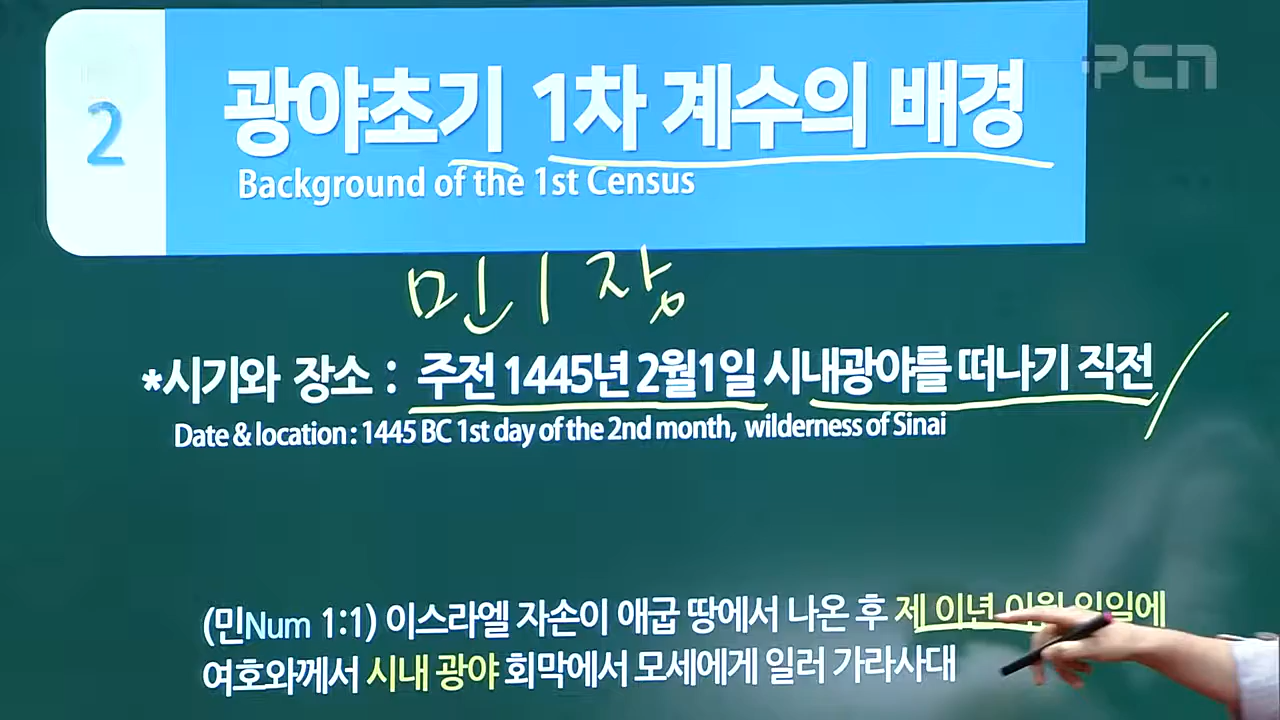 PCN
2
광야초기 1차 계수의 배경
Background of the 1st Census
민 1 장
*시기와 장소 : 주전 1445년 2월1일 시내광야를 떠나기 직전
Date & location : 1445 BC 1st day of the 2nd month, wilderness of Sinai
(민Num 1:1) 이스라엘 자손이 애굽 땅에서 나온 후 제 이년 이월 일일에
여호와께서 시내 광야 회막에서 모세에게 일러 가라사대